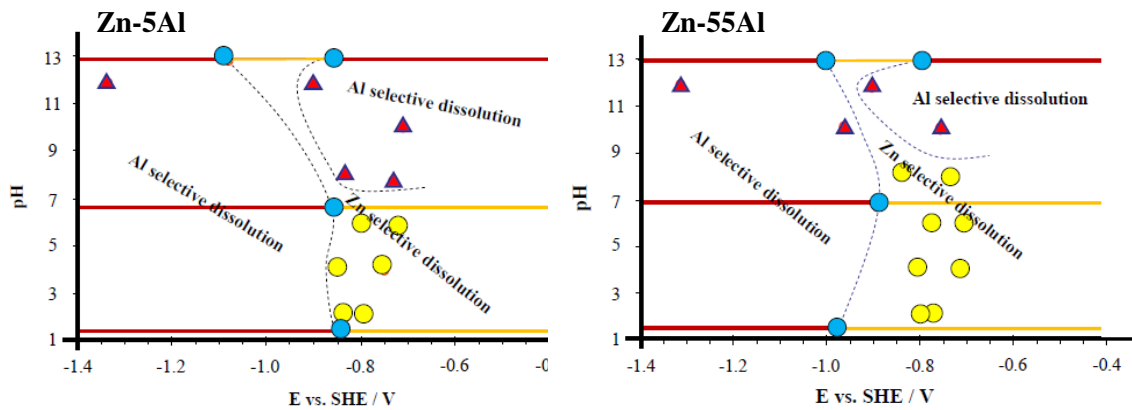 Zn-5Al
13
11
9
7
5
3
1
pH
Al selective dissolution
Al selective dissolution
Zn selective dissolution
-1.4
-1.2
-1.0
-0.8
-0
E vs. SHE / V
Zn-55Al
13
11
9
7
5
3
1
pH
Al selective dissolution
Al selective dissolution
Zn selective dissolution
-1.4
-1.2
-1.0
-0.8
-0.6
-0.4
E vs. SHE / V